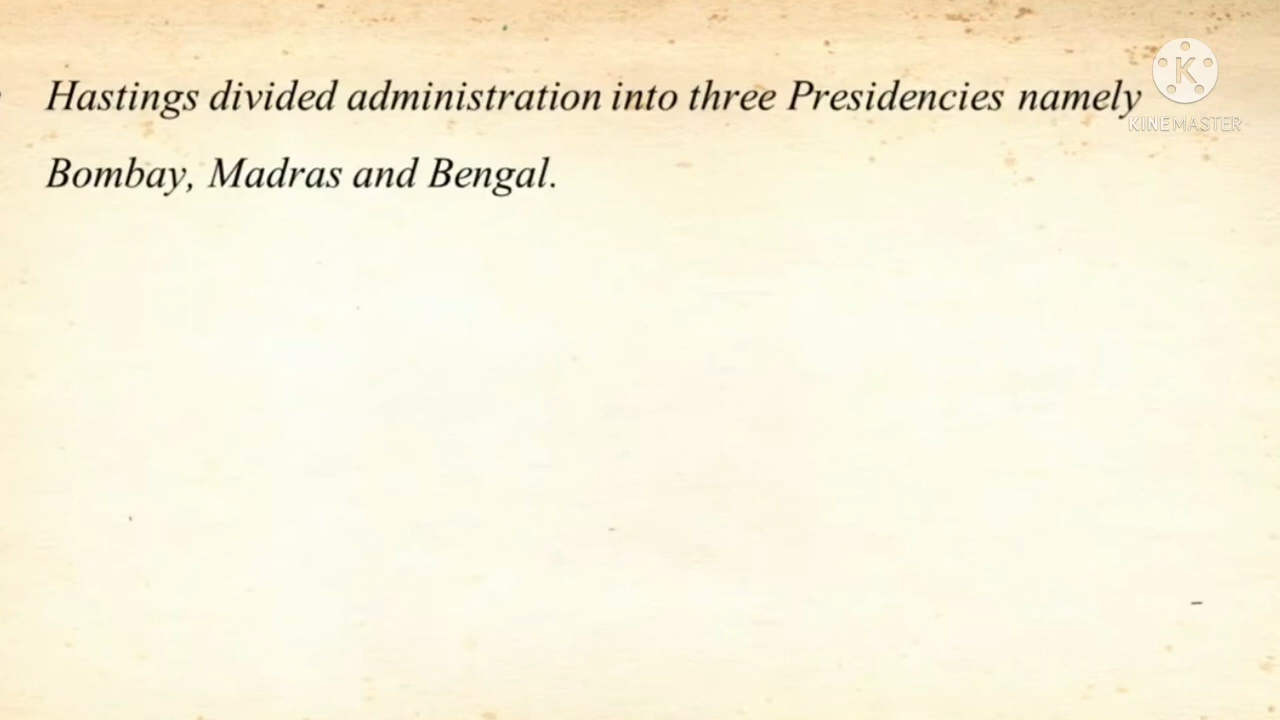 Hastings divided administration into three Presidencies namely
Bombay, Madras and Bengal.
K
KINEMASTER